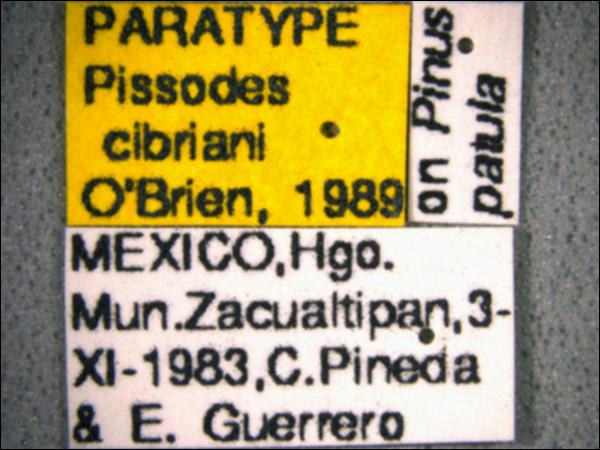 PARATYPE
Pissodes
cibriani
O'Brien, 1989
on Pinus
patula
MEXICO,Hgo.
Mun.Zacualtipan,3-
XI-1983,C.Pineda
& E. Guerrero